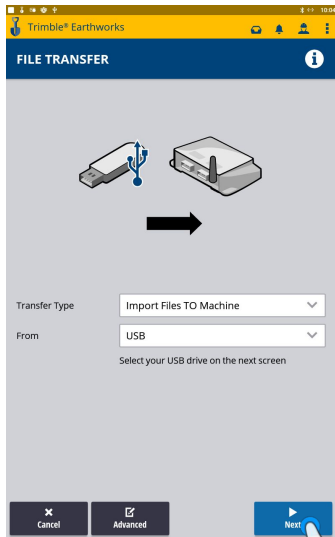 10:04
Trimble® Earthworks
FILE TRANSFER
Transfer Type
Import Files TO Machine
From
USB
Select your USB drive on the next screen
Cancel
Advanced
Next